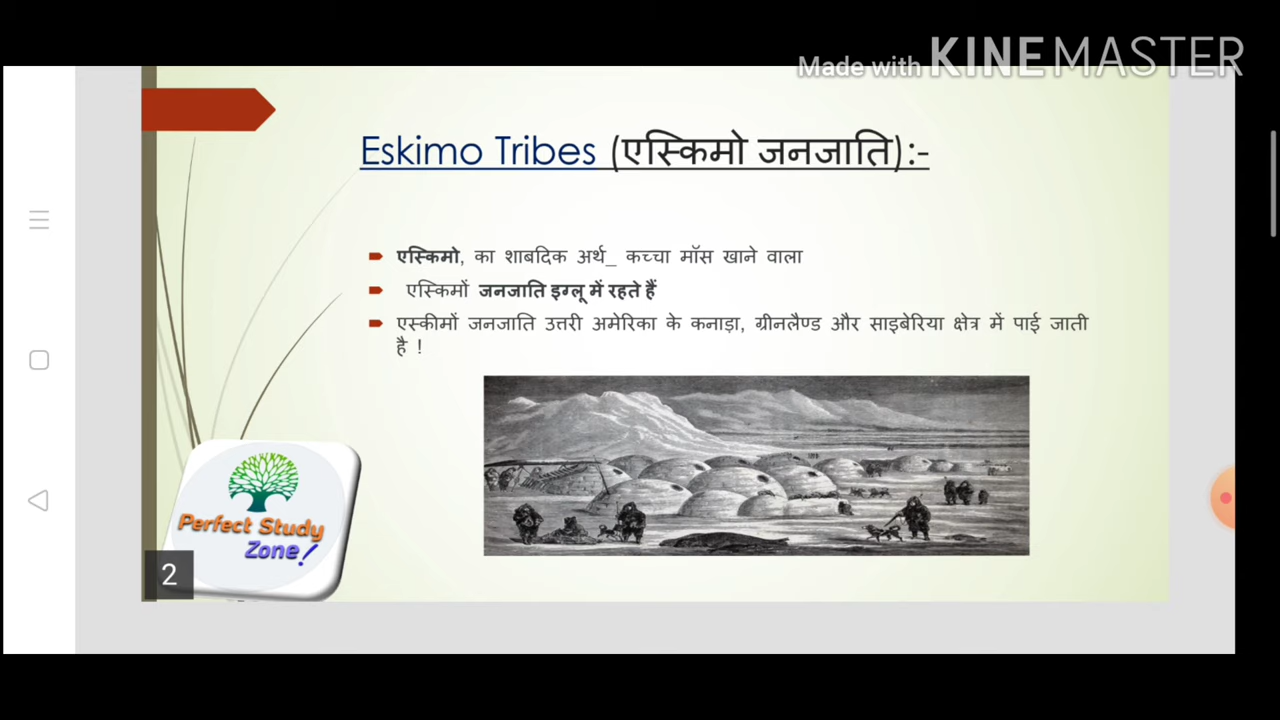 Made with KINEMASTER
Eskimo Tribes (एस्किमो जनजाति):-
एस्किमो, का शाबदिक अर्थ_ कच्चा मॉस खाने वाला
एस्किमों जनजाति इग्लू में रहते हैं
एस्कीमों जनजाति उत्तरी अमेरिका के कनाड़ा, ग्रीनलैण्ड और साइबेरिया क्षेत्र में पाई जाती
है !
Perfect Study
Zone!
2